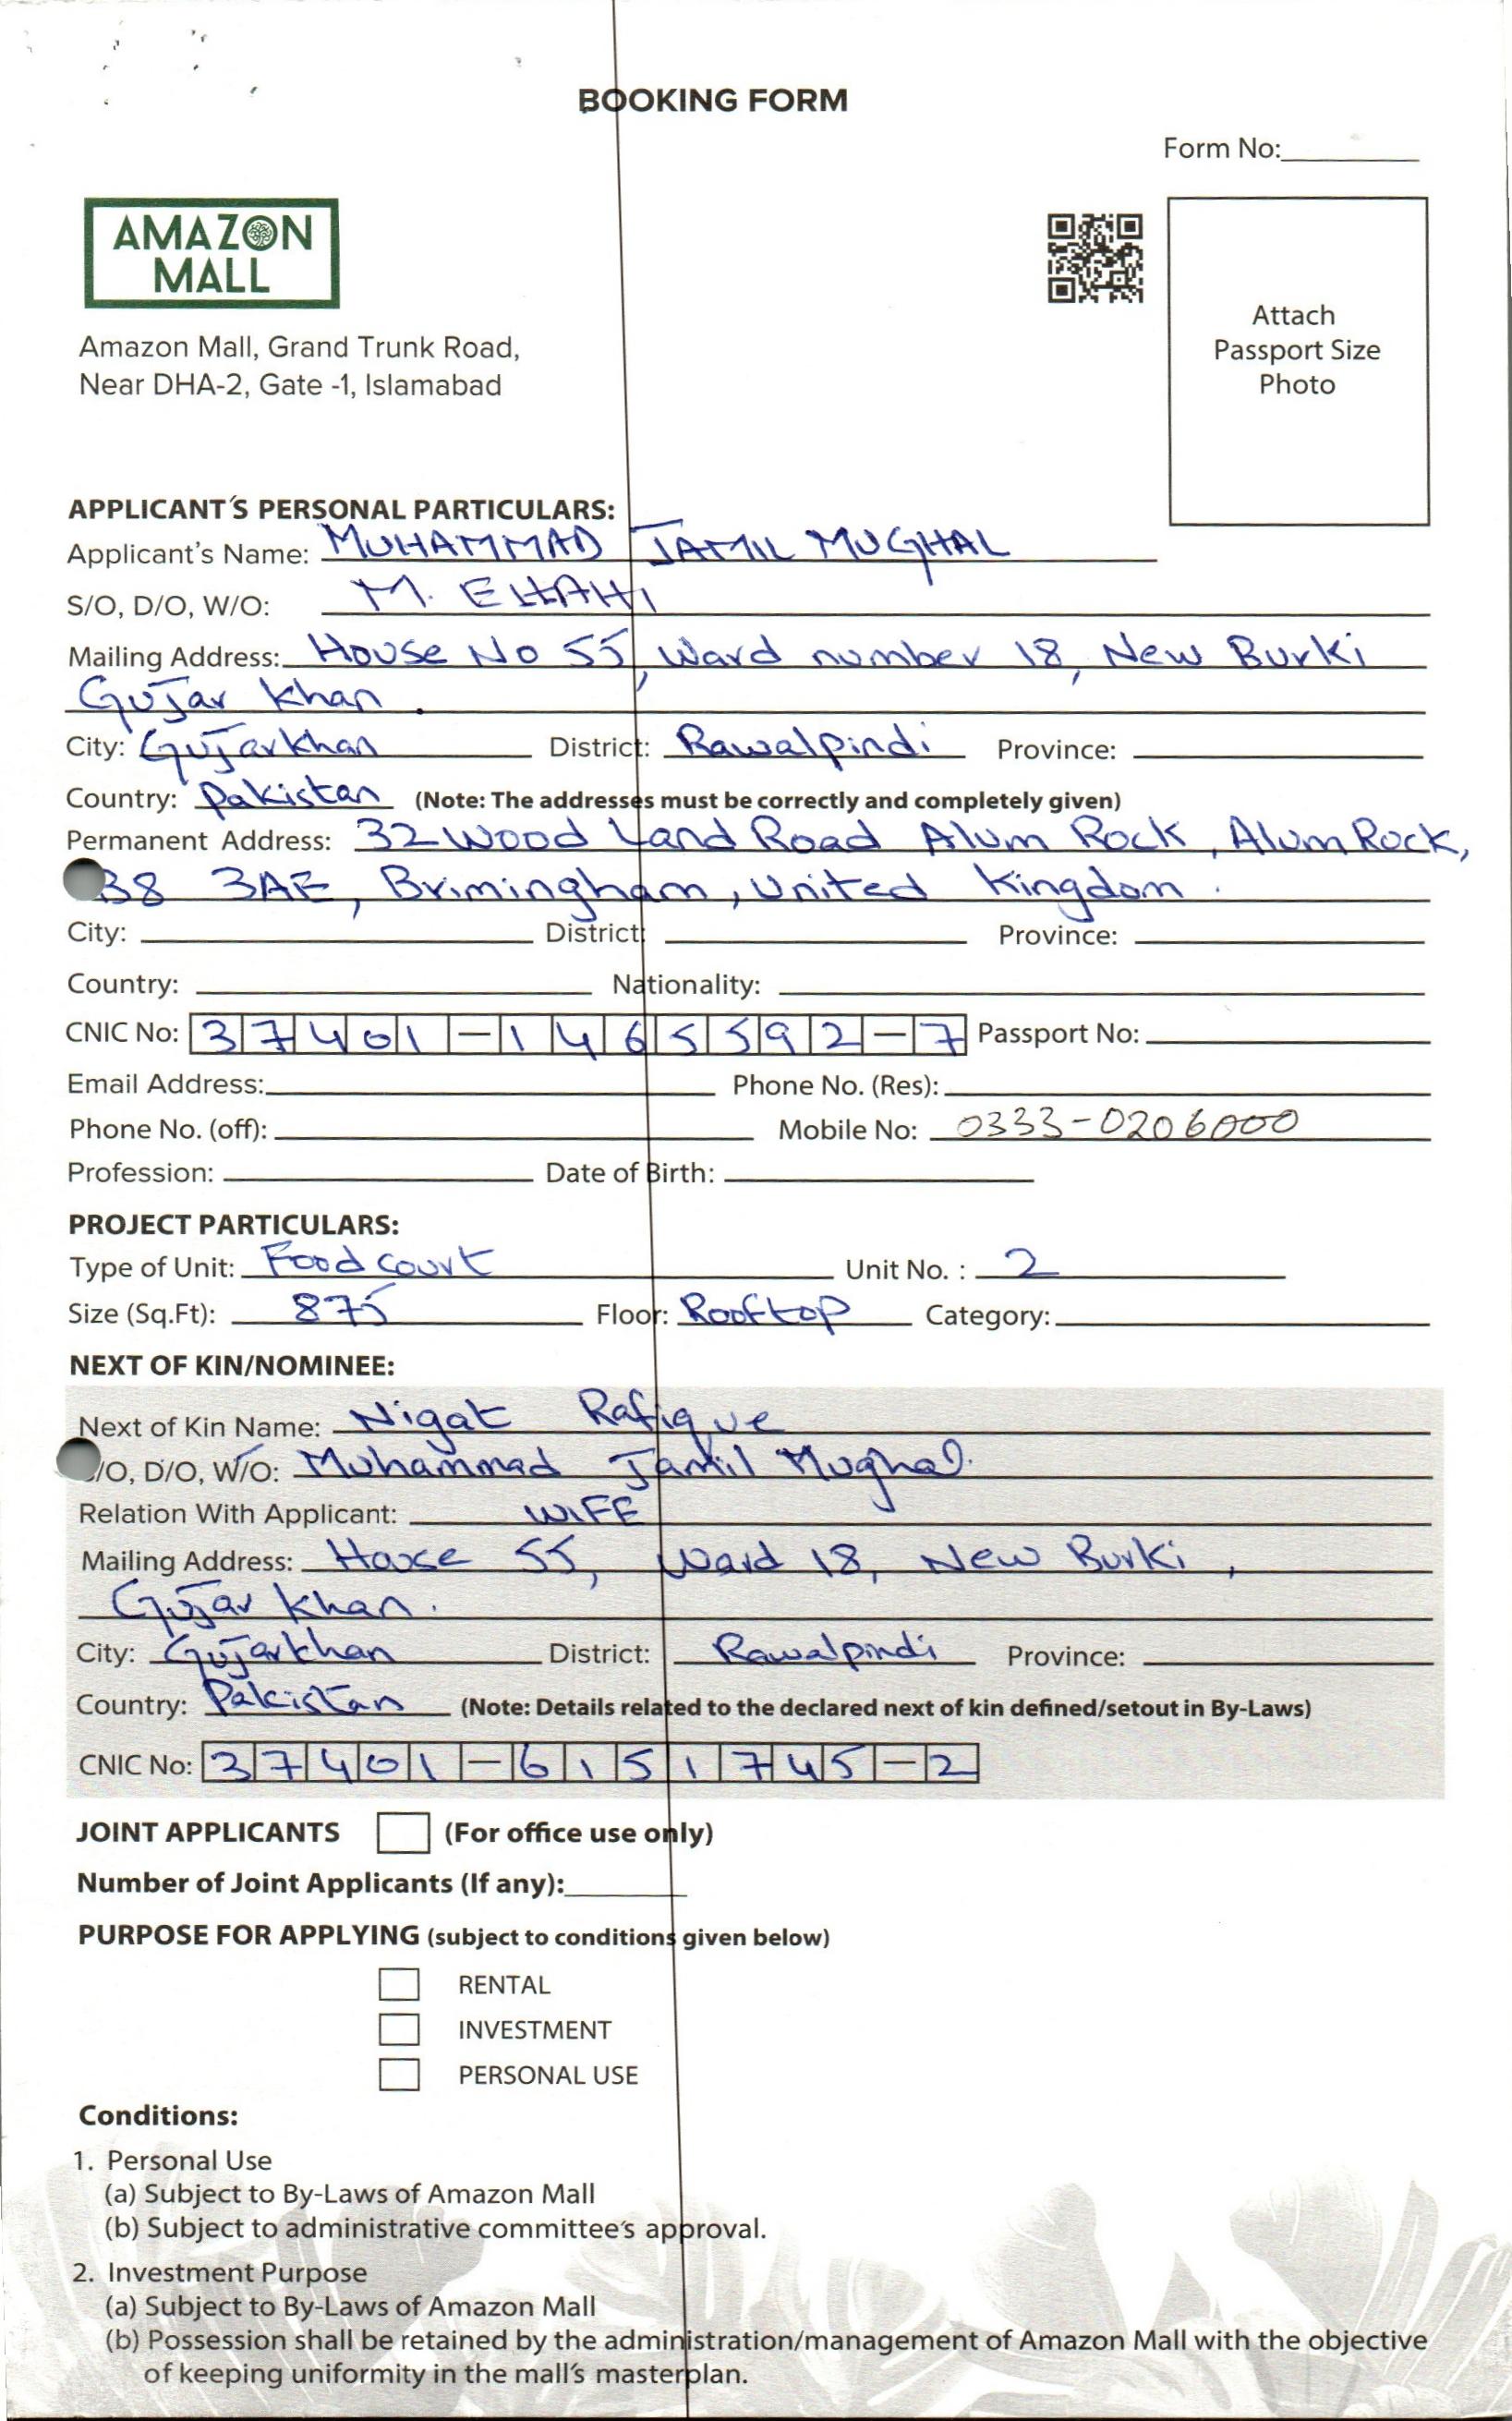 BOOKING FORM
Form No:
AMAZON
MALL
Attach
Passport Size
Photo
Amazon Mall, Grand Trunk Road,
Near DHA-2, Gate -1, Islamabad
APPLICANT'S PERSONAL PARTICULARS:
Applicant's Name: MUHAMMAD JAMIL MUGHAL
S/O, D/O, W/O: M. ELLAHI
Mailing Address: House No 55, Ward number 18, New Burki
Gujar Khan.
City: Gujarkhan District: Rawalpindi Province:
Country: Pakistan (Note: The addresses must be correctly and completely given)
Permanent Address: 32 Wood Land Road Alum Rock, Alum Rock,
B8 3AE, Brimingham, United Kingdom.
City: District: Province:
Country: Nationality:
CNIC No: 37401-1465592-7 Passport No:
Email Address: Phone No. (Res):
Phone No. (off): Mobile No: 0333-0206000
Profession: Date of Birth:
PROJECT PARTICULARS:
Type of Unit: Food court Unit No. : 2
Size (Sq.Ft): 875 Floor: Rooftop Category:
NEXT OF KIN/NOMINEE:
Next of Kin Name: Nigat Rafique
/O, D/O, W/O: Muhammad Jamil Mughal.
Relation With Applicant: WIFE
Mailing Address: House 55, Ward 18, New Burki,
Gujar Khan.
City: Gujarkhan District: Rawalpindi Province:
Country: Pakistan (Note: Details related to the declared next of kin defined/setout in By-Laws)
CNIC No: 37401-6151745-2
JOINT APPLICANTS (For office use only)
Number of Joint Applicants (If any):
PURPOSE FOR APPLYING (subject to conditions given below)
RENTAL
INVESTMENT
PERSONAL USE
Conditions:
1. Personal Use
(a) Subject to By-Laws of Amazon Mall
(b) Subject to administrative committee's approval.
2. Investment Purpose
(a) Subject to By-Laws of Amazon Mall
(b) Possession shall be retained by the administration/management of Amazon Mall with the objective
of keeping uniformity in the mall's masterplan.